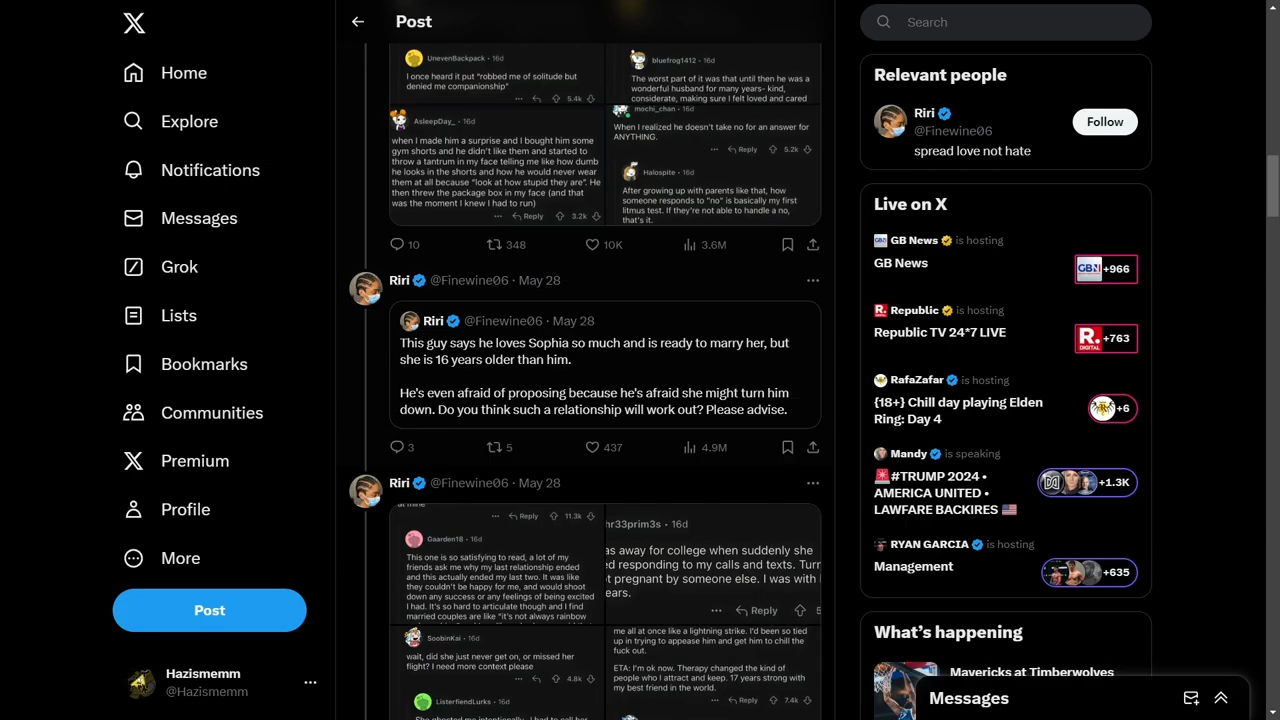 Home
Explore
Notifications
Messages
Grok
Lists
Bookmarks
Communities
Premium
Profile
More
Post
Hazismemm
@Hazismemm
Post
UnevenBackpack · 16d
I once heard it put “robbed me of solitude but
denied me companionship”
5.4k
AsleepDay_ · 16d
when I made him a surprise and I bought him some
gym shorts and he didn't like them and started to
throw a tantrum in my face telling me like how dumb
he looks in the shorts and how he would never wear
them at all because “look at how stupid they are”. He
then threw the package box in my face (and that
was the moment I knew I had to run)
Reply 3.2k
bluefrog1412 · 16d
The worst part of it was that until then he was a
wonderful husband for many years- kind,
considerate, making sure I felt loved and cared
mochi_chan · 16d
When I realized he doesn't take no for an answer for
ANYTHING.
Reply 5.2k
Halospite · 16d
After growing up with parents like that, how
someone responds to “no” is basically my first
litmus test. If they're not able to handle a no,
that's it.
10 348 10K 3.6M
Riri @Finewine06 · May 28
Riri @Finewine06 · May 28
This guy says he loves Sophia so much and is ready to marry her, but
she is 16 years older than him.
He's even afraid of proposing because he's afraid she might turn him
down. Do you think such a relationship will work out? Please advise.
3 5 437 4.9M
Riri @Finewine06 · May 28
at mine
Reply 11.3k
Gaarden18 · 16d
This one is so satisfying to read, a lot of my
friends ask me why my last relationship ended
and this actually ended my last two. It was like
they couldn't be happy for me, and would shoot
down any success or any feelings of being excited
I had. It's so hard to articulate though and I find
married couples are like “it's not always rainbow
SoobinKai · 16d
wait, did she just never get on, or missed her
flight? I need more context please
4.8k
ListerfiendLurks · 16d
She ghosted me intentionally. I had to call her
hr33prim3s · 16d
as away for college when suddenly she
ed responding to my calls and texts. Turn
ot pregnant by someone else. I was with
ears.
Reply 5
me all at once like a lightning strike. I'd been so tied
up in trying to appease him and get him to chill the
fuck out.
ETA: I'm ok now. Therapy changed the kind of
people who I attract and keep. 17 years strong with
my best friend in the world.
Reply 7.4k
Search
Relevant people
Riri
@Finewine06
Follow
spread love not hate
Live on X
GB News is hosting
GB News
GBN +966
Republic is hosting
Republic TV 24*7 LIVE
R. DIGITAL +763
RafaZafar is hosting
{18+} Chill day playing Elden
Ring: Day 4
+6
Mandy is speaking
🚨#TRUMP 2024 •
AMERICA UNITED •
LAWFARE BACKIRES 🇺🇸
+1.3K
RYAN GARCIA is hosting
Management
+635
What's happening
Mavericks at Timberwolves
Messages